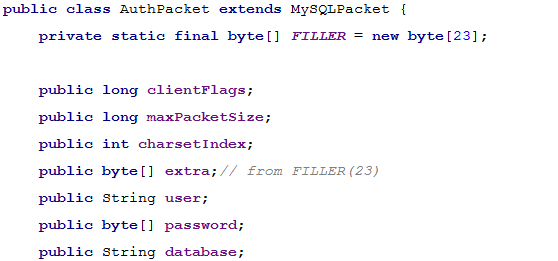 public class AuthPacket extends MySQLPacket {
private static final byte[] FILLER = new byte[23];
public long clientFlags;
public long maxPacketSize;
public int charsetIndex;
public byte[] extra;// from FILLER(23)
public String user;
public byte[] password;
public String database;